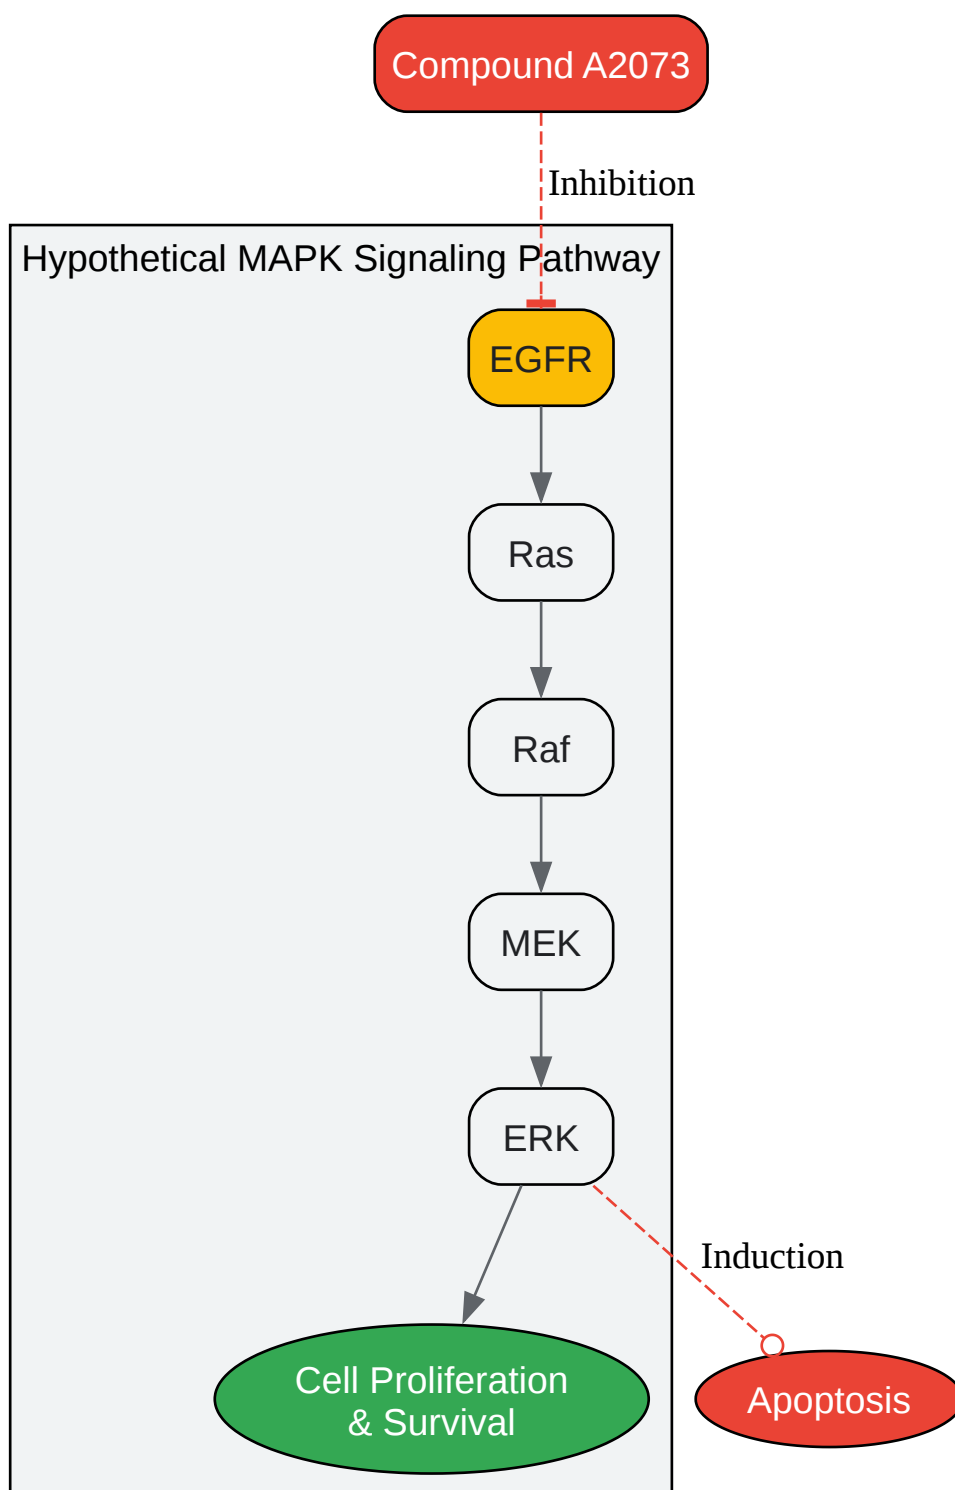 Compound A2073
Inhibition
Hypothetical MAPK Signaling Pathway
EGFR
Ras
Raf
MEK
ERK
Induction
Cell Proliferation
& Survival
Apoptosis